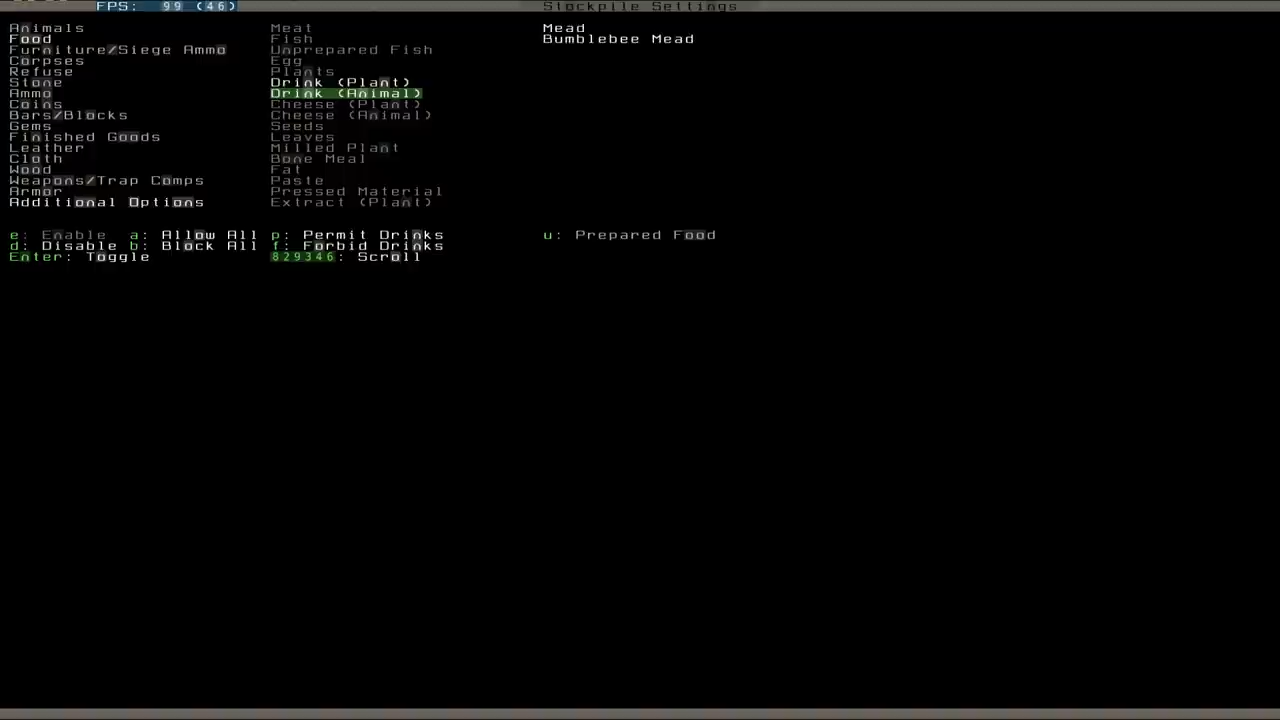 FPS: 99 (46)
Stockpile Settings
Animals
Food
Furniture/Siege Ammo
Corpses
Refuse
Stone
Ammo
Coins
Bars/Blocks
Gems
Finished Goods
Leather
Cloth
Wood
Weapons/Trap Comps
Armor
Additional Options
Meat
Fish
Unprepared Fish
Egg
Plants
Drink (Plant)
Drink (Animal)
Cheese (Plant)
Cheese (Animal)
Seeds
Leaves
Milled Plant
Bone Meal
Fat
Paste
Pressed Material
Extract (Plant)
Mead
Bumblebee Mead
e: Enable a: Allow All p: Permit Drinks
u: Prepared Food
d: Disable b: Block All f: Forbid Drinks
Enter: Toggle 829346: Scroll